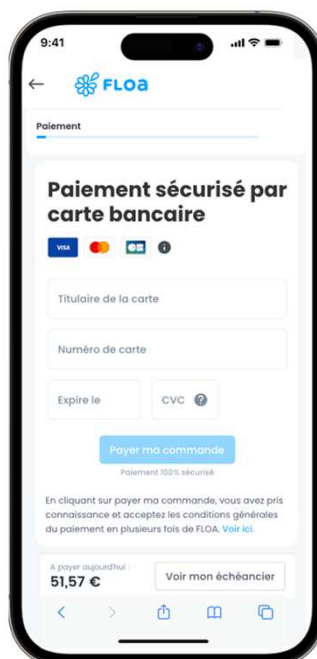 9:41
FLOa
Paiement
Paiement sécurisé par
carte bancaire
VISA
CB
Titulaire de la carte
Numéro de carte
Expire le
CVC ?
Payer ma commande
Paiement 100% sécurisé
En cliquant sur payer ma commande, vous avez pris
connaissance et acceptez les conditions générales
du paiement en plusieurs fois de FLOA. Voir ici.
A payer aujourd'hui :
51,57 €
Voir mon échéancier